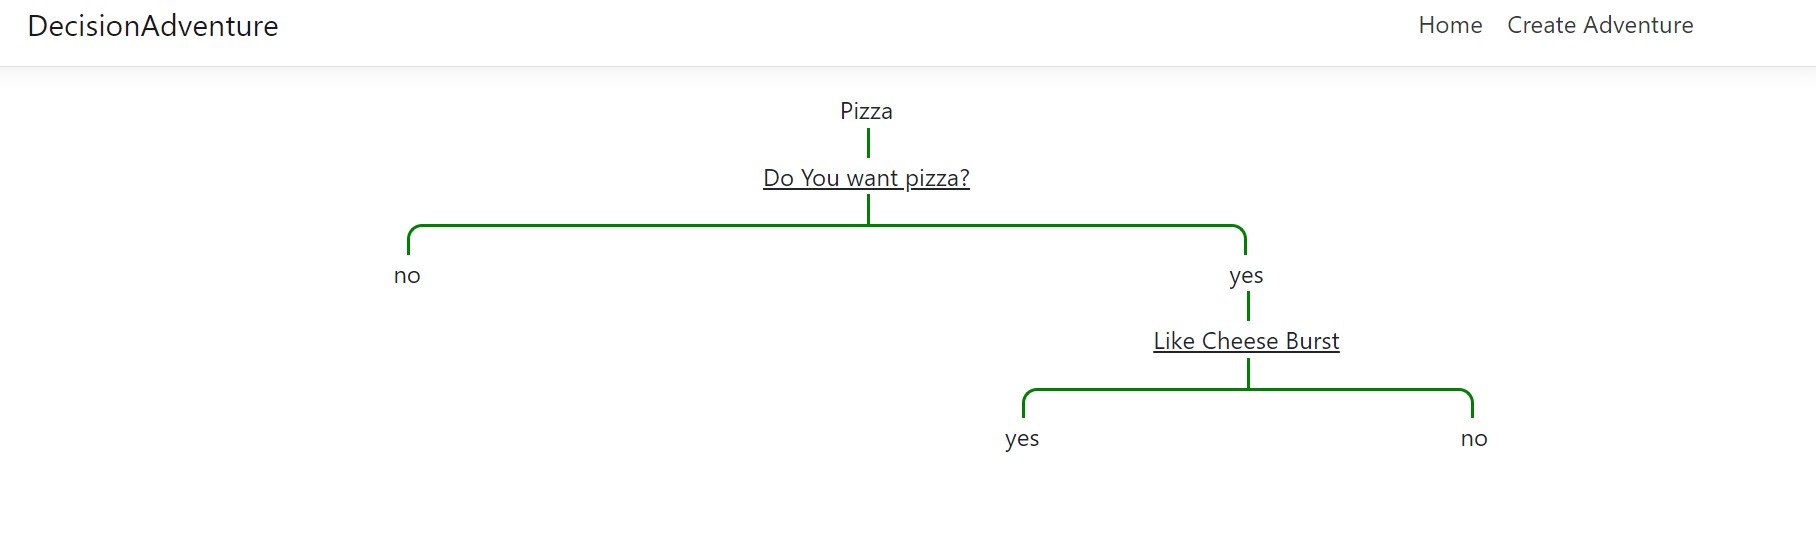 DecisionAdventure
Home Create Adventure
Pizza
Do You want pizza?
no yes
Like Cheese Burst
yes no